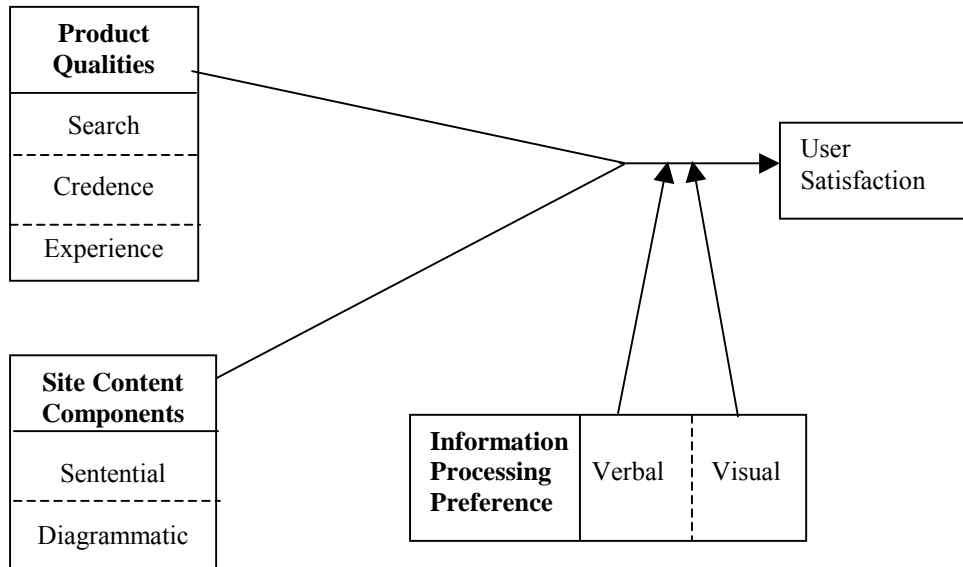 Product
Qualities
Search
Credence
Experience
User
Satisfaction
Site Content
Components
Sentential
Diagrammatic
Information
Processing
Preference
Verbal
Visual